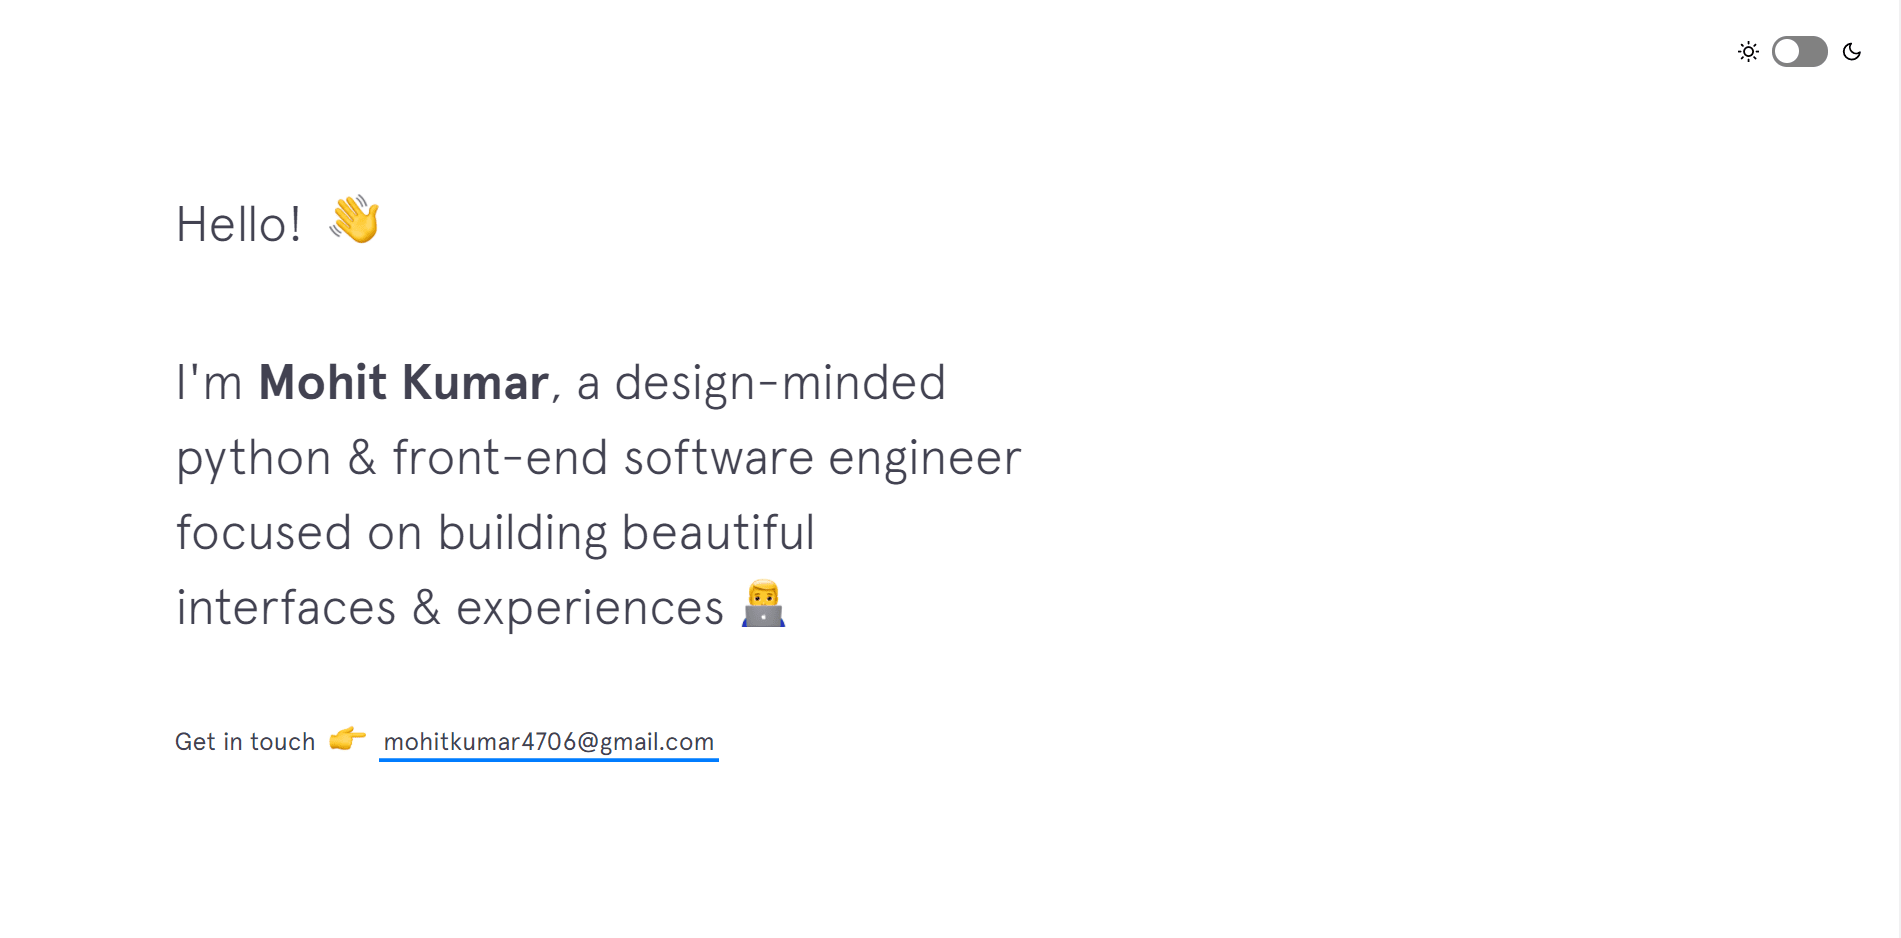 Hello! 👋
I'm Mohit Kumar, a design-minded
python & front-end software engineer
focused on building beautiful
interfaces & experiences 👨‍💻
Get in touch 👉 mohitkumar4706@gmail.com